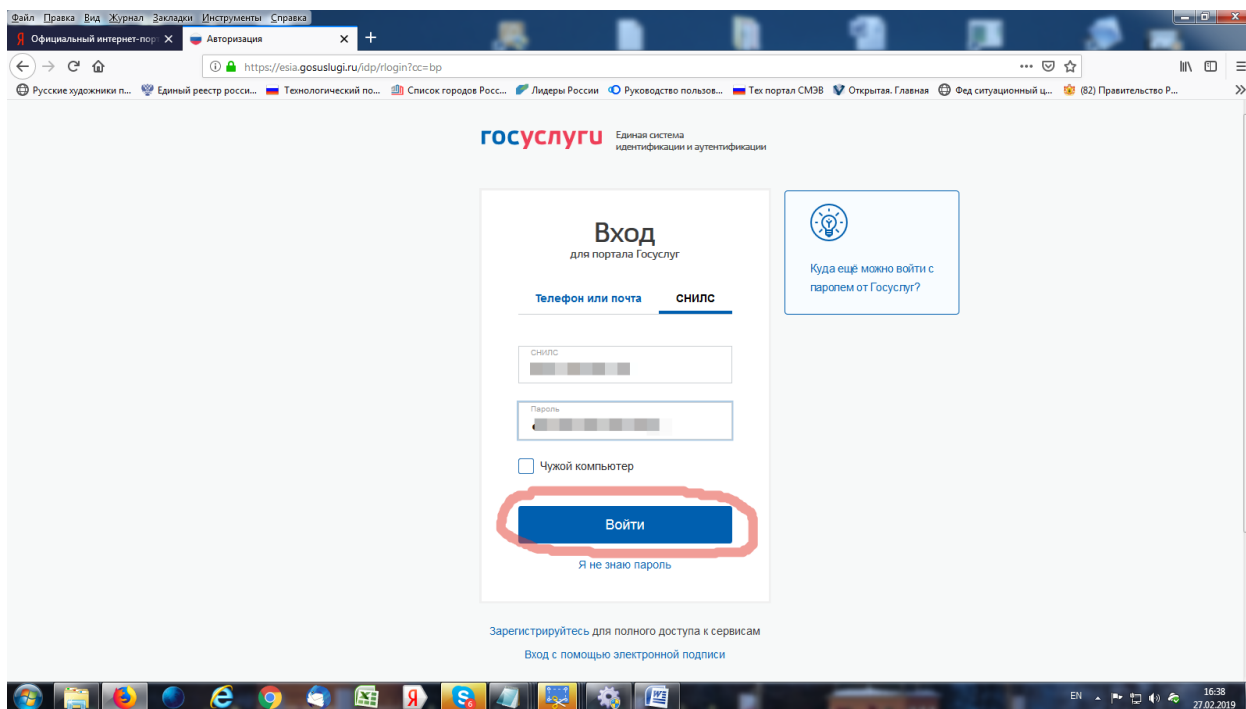 Файл Правка Вид Журнал Закладки Инструменты Справка
Официальный интернет-пор
Авторизация
https://esia.gosuslugi.ru/idp/rlogin?cc=bp
Русские художники п... Единый реестр росси... Технологический по... Список городов Росс... Лидеры России Руководство пользов... Тех портал СМЭВ Открытая. Главная Фед ситуационный ц... (82) Правительство Р...
госуслуги
Единая система
идентификации и аутентификации
Вход
для портала Госуслуг
Телефон или почта СНИЛС
СНИЛС
Пароль
Чужой компьютер
Войти
Я не знаю пароль
Куда ещё можно войти с
паролем от Госуслуг?
Зарегистрируйтесь для полного доступа к сервисам
Вход с помощью электронной подписи
EN
16:38
27.02.2019